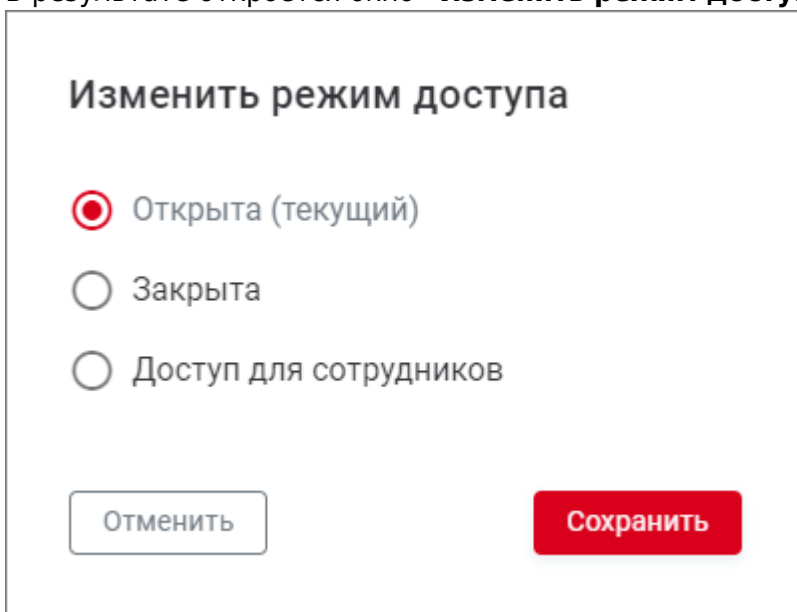 Изменить режим доступа
Открыта (текущий)
Закрыта
Доступ для сотрудников
Отменить
Сохранить